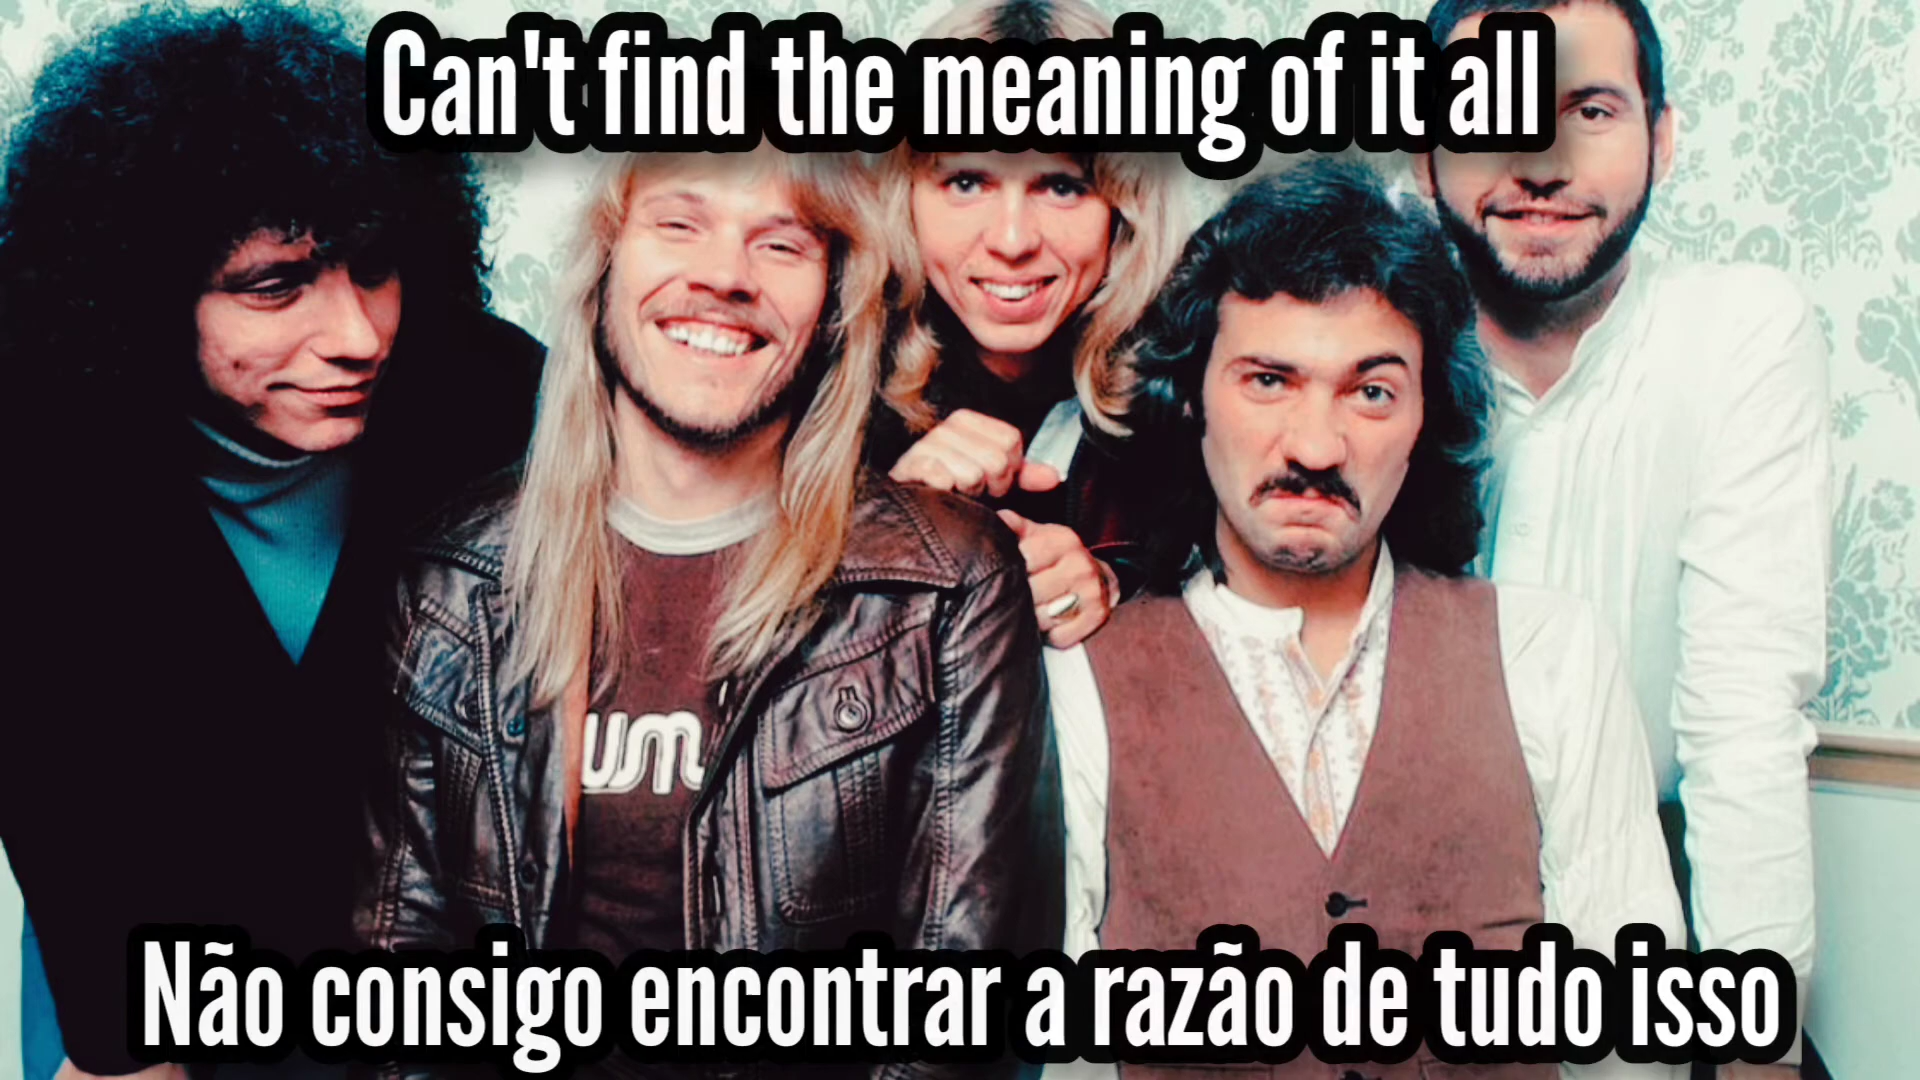 Can't find the meaning of it all
Não consigo encontrar a razão de tudo isso